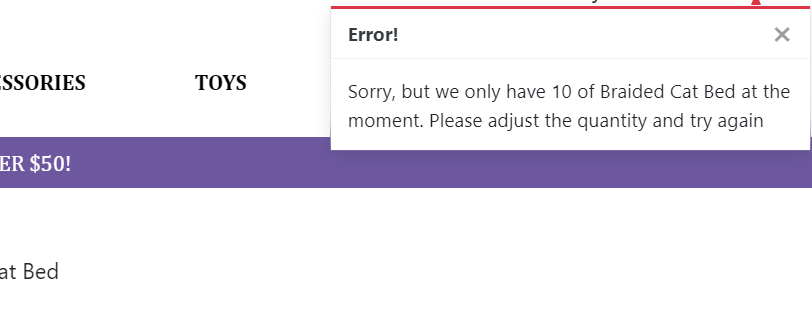 Error!
ESSORIES TOYS
Sorry, but we only have 10 of Braided Cat Bed at the
moment. Please adjust the quantity and try again
ER $50!
at Bed